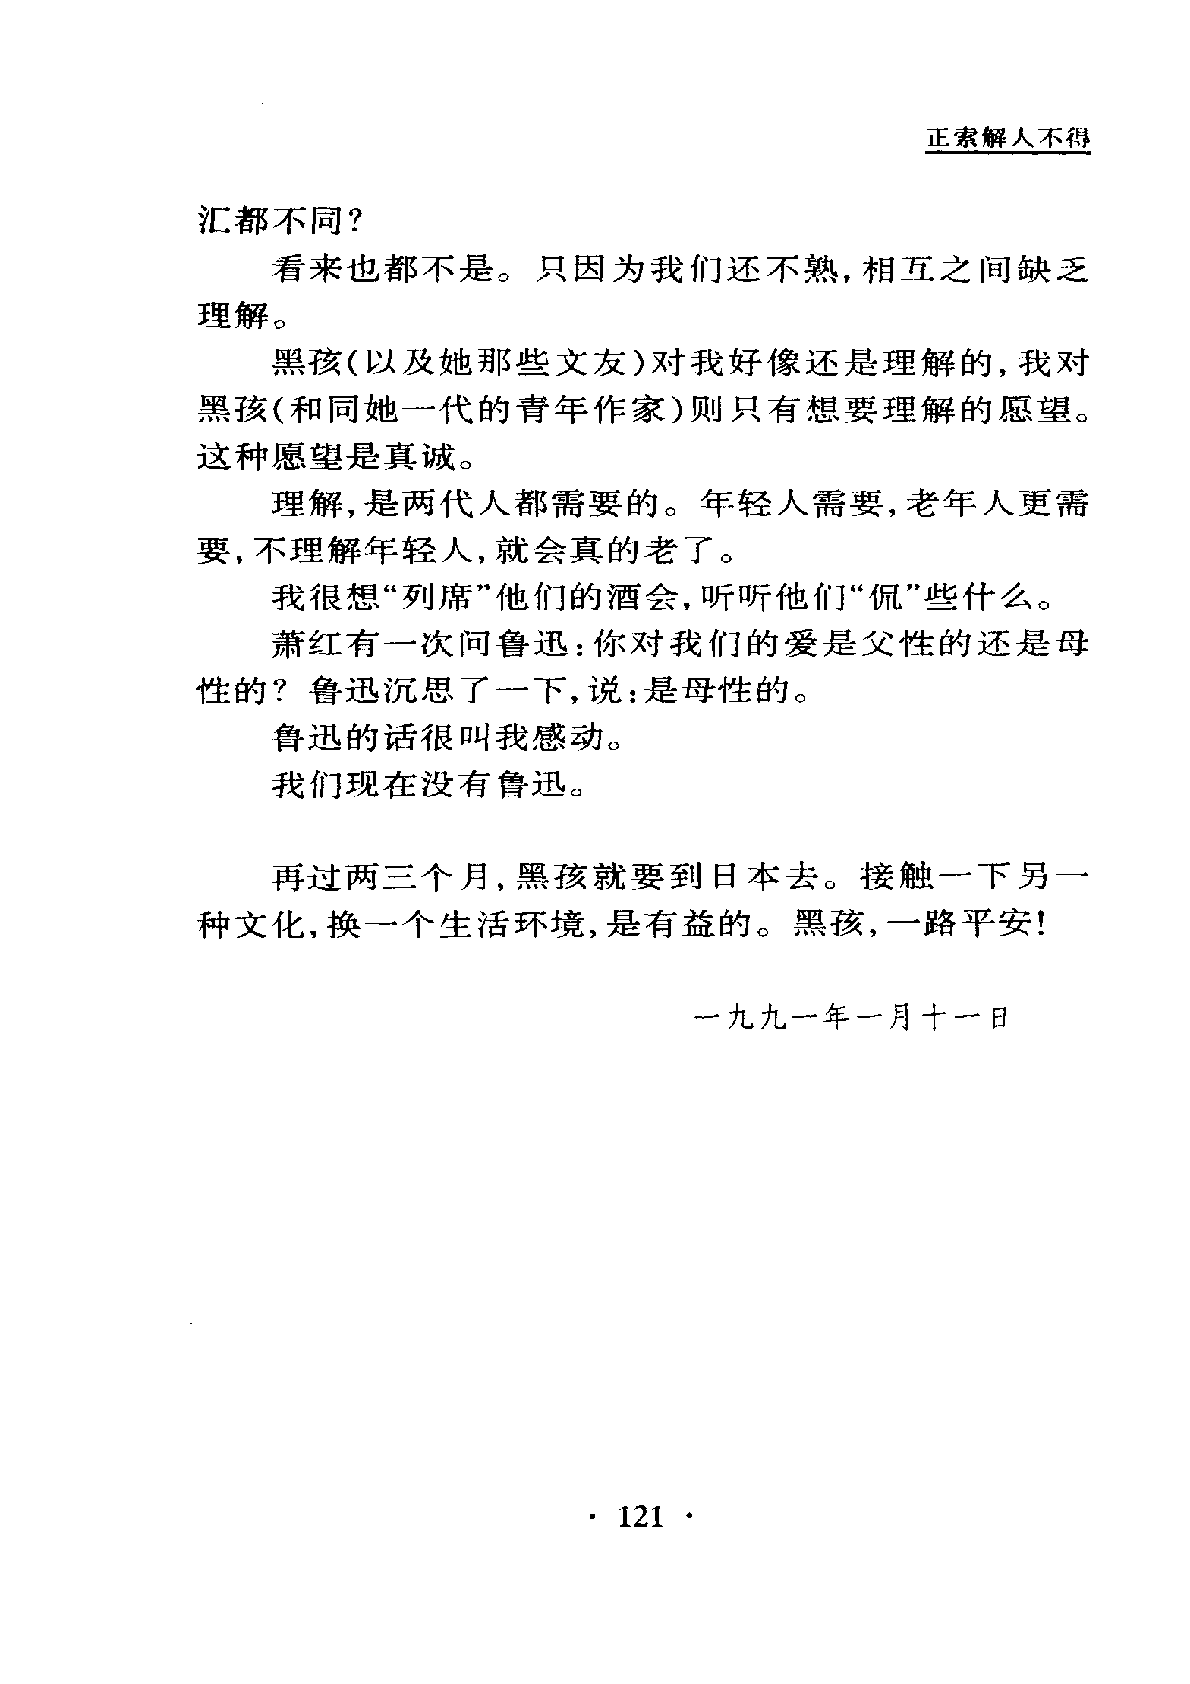 正索解人不得
汇都不同？
看来也都不是。只因为我们还不熟，相互之间缺乏
理解。
黑孩（以及她那些文友）对我好像还是理解的，我对
黑孩（和同她一代的青年作家）则只有想要理解的愿望。
这种愿望是真诚。
理解，是两代人都需要的。年轻人需要，老年人更需
要，不理解年轻人，就会真的老了。
我很想“列席”他们的酒会，听听他们“侃”些什么。
萧红有一次问鲁迅：你对我们的爱是父性的还是母
性的？鲁迅沉思了一下，说：是母性的。
鲁迅的话很叫我感动。
我们现在没有鲁迅。
再过两三个月，黑孩就要到日本去。接触一下另一
种文化，换一个生活环境，是有益的。黑孩，一路平安！
一九九一年一月十一日
· 121 ·